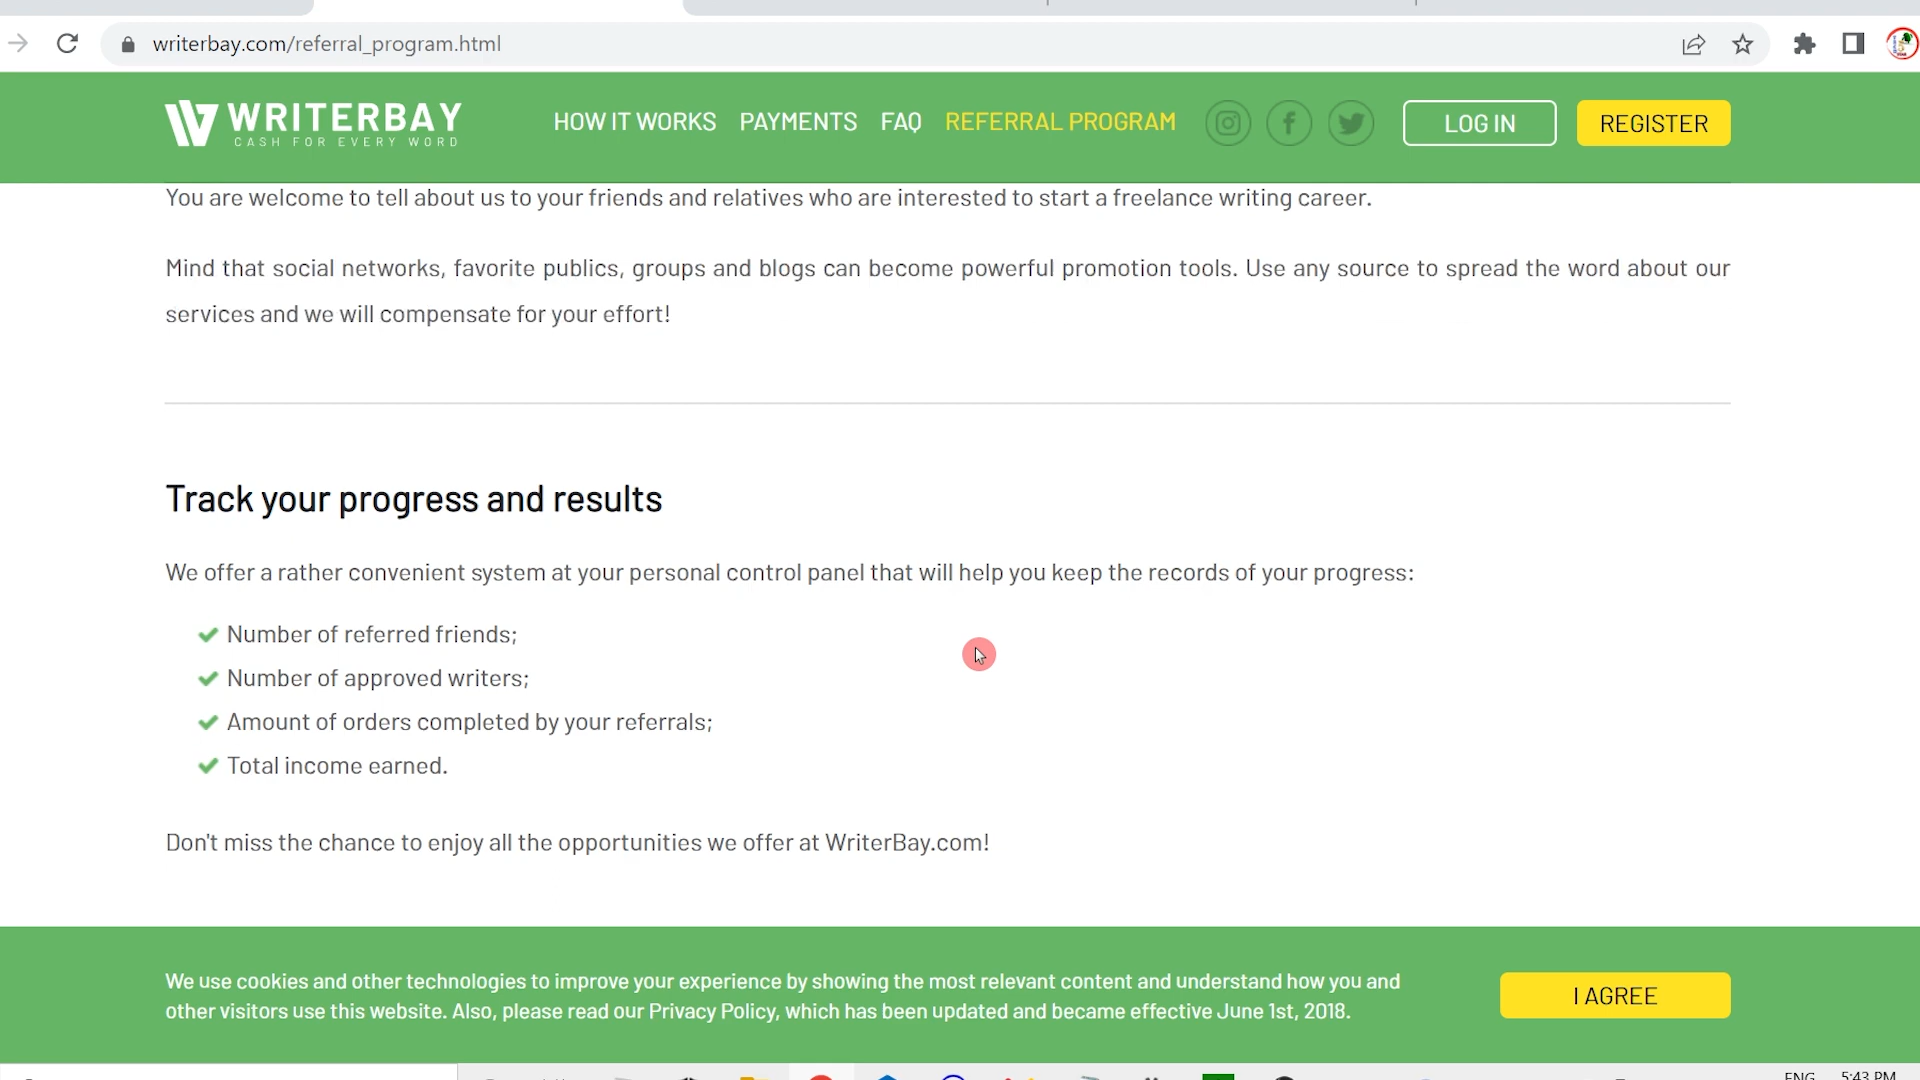 writerbay.com/referral_program.html
WRITERBAY
CASH FOR EVERY WORD
HOW IT WORKS PAYMENTS FAQ REFERRAL PROGRAM LOG IN REGISTER
You are welcome to tell about us to your friends and relatives who are interested to start a freelance writing career.
Mind that social networks, favorite publics, groups and blogs can become powerful promotion tools. Use any source to spread the word about our
services and we will compensate for your effort!
Track your progress and results
We offer a rather convenient system at your personal control panel that will help you keep the records of your progress:
Number of referred friends;
Number of approved writers;
Amount of orders completed by your referrals;
Total income earned.
Don't miss the chance to enjoy all the opportunities we offer at WriterBay.com!
We use cookies and other technologies to improve your experience by showing the most relevant content and understand how you and
other visitors use this website. Also, please read our Privacy Policy, which has been updated and became effective June 1st, 2018.
I AGREE
ENG 5:43 PM